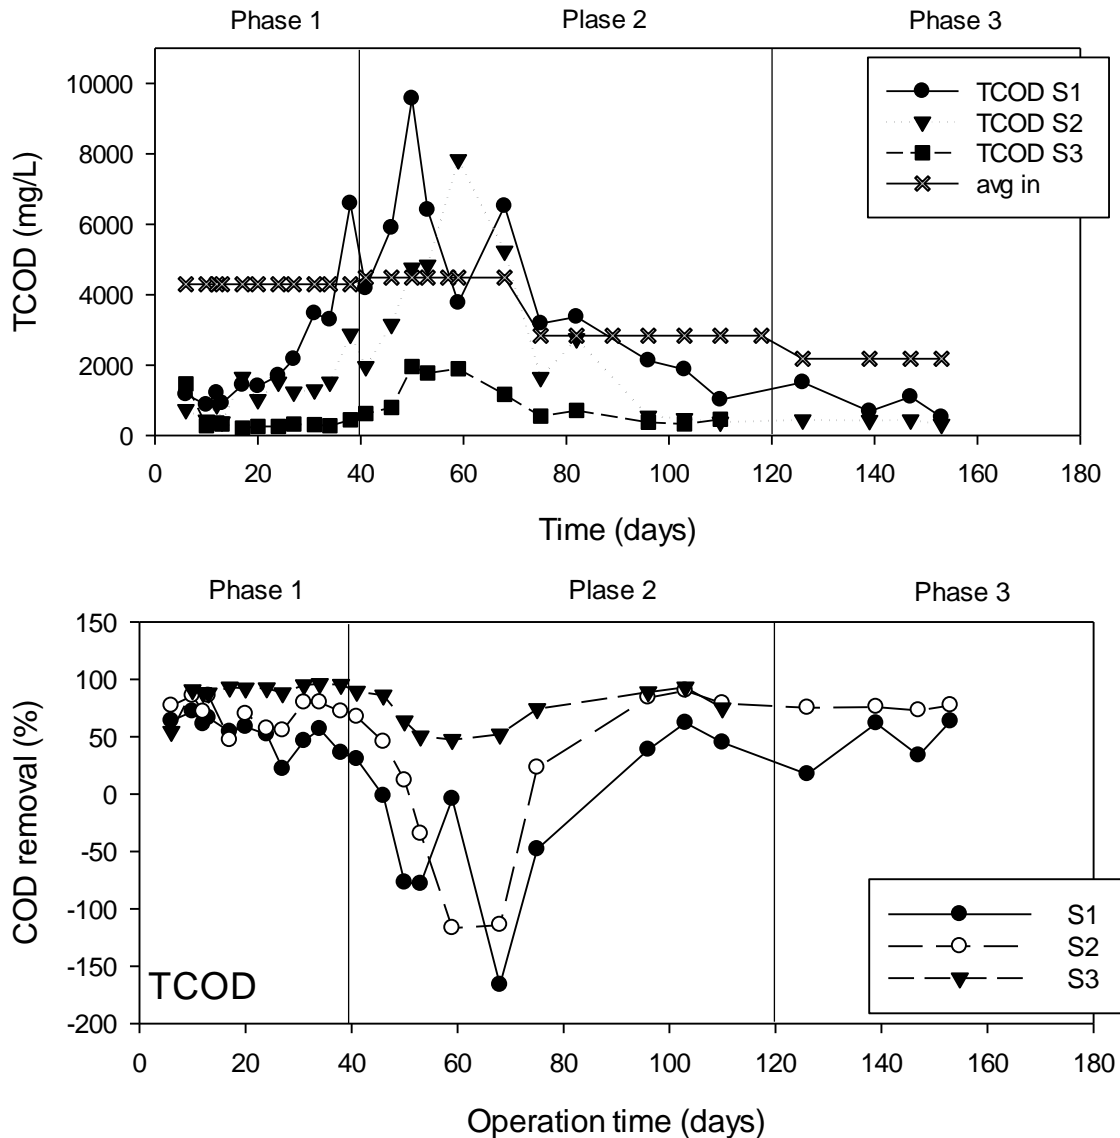 Phase 1 Plase 2 Phase 3
10000
8000
6000
4000
2000
0
TCOD (mg/L)
TCOD S1
TCOD S2
TCOD S3
avg in
0 20 40 60 80 100 120 140 160 180
Time (days)
Phase 1 Plase 2 Phase 3
150
100
50
0
-50
-100
-150
-200
COD removal (%)
TCOD
S1
S2
S3
0 20 40 60 80 100 120 140 160 180
Operation time (days)